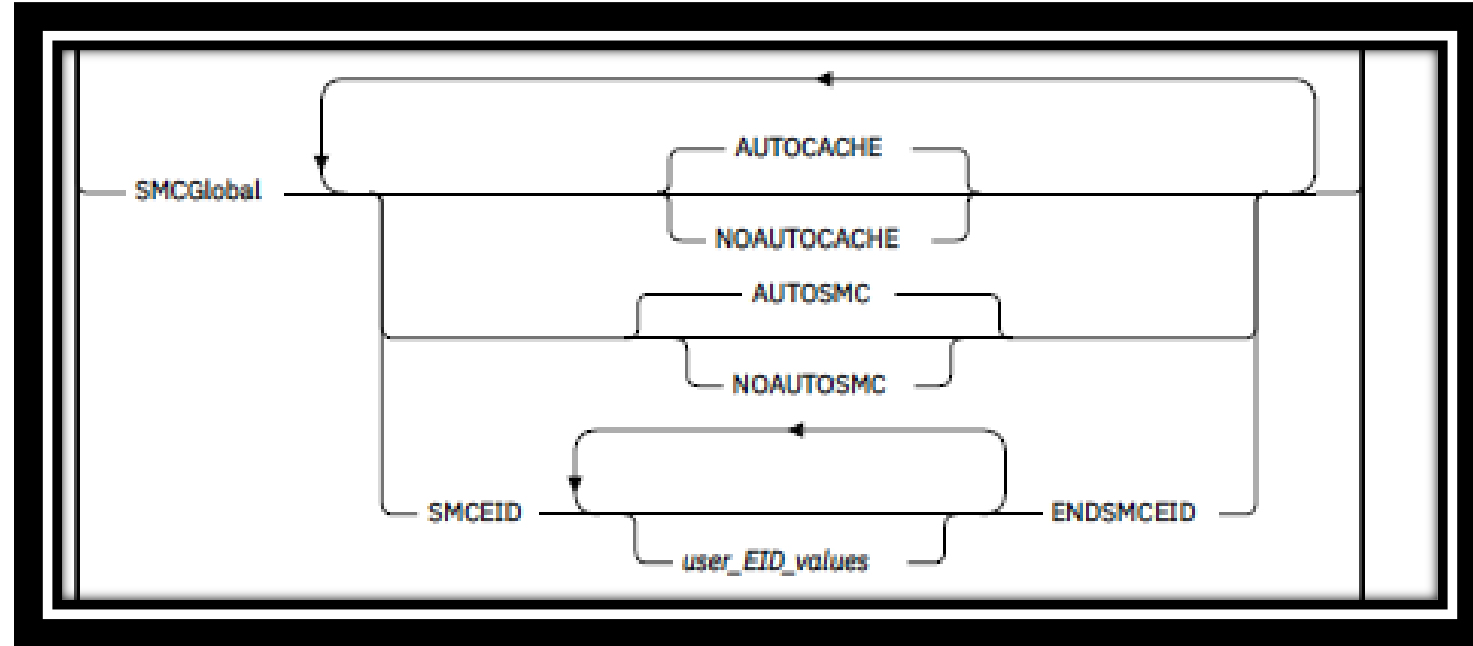 AUTOCACHE
SMCGlobal
NOAUTOCACHE
AUTOSMC
NOAUTOSMC
SMCEID ENDSMCEID
user_EID_values